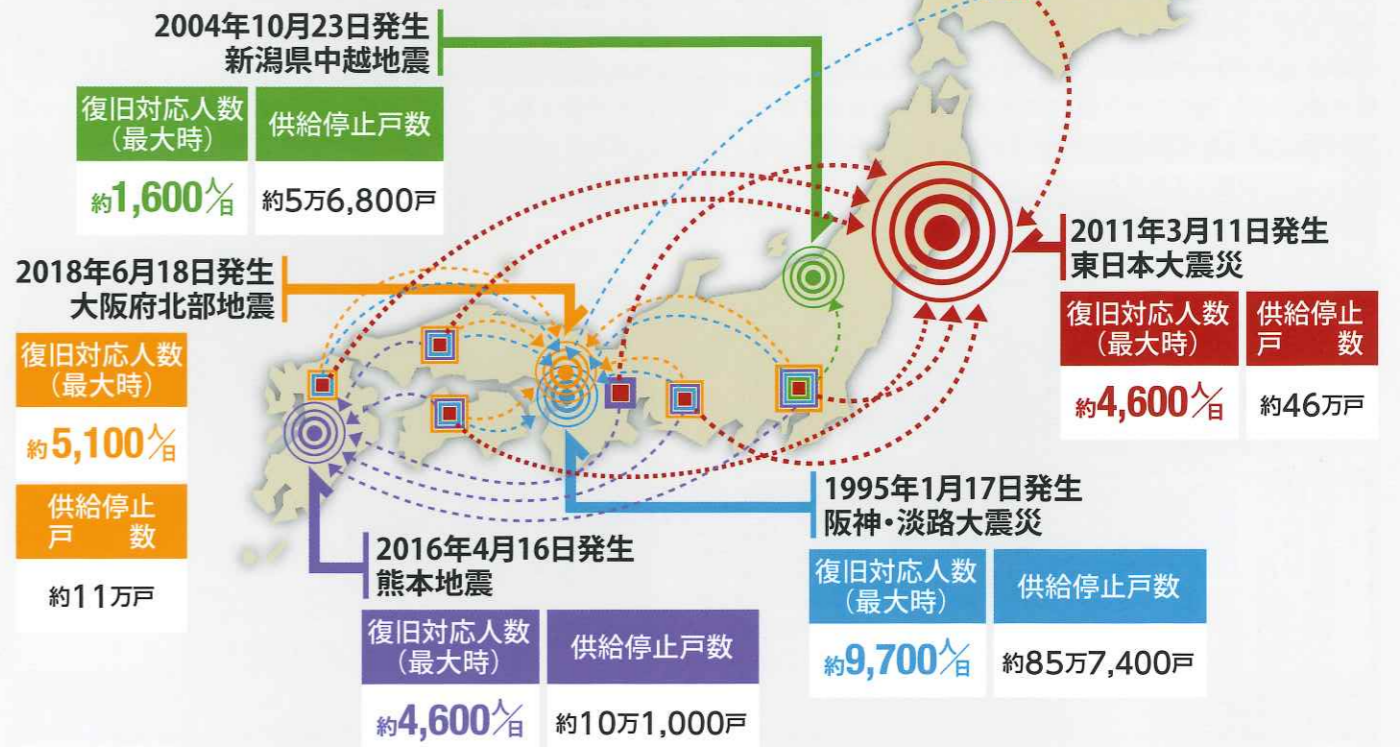 2004年10月23日発生
新潟県中越地震
復旧対応人数
（最大時）
供給停止戸数
約1,600人/日
約5万6,800戸
2018年6月18日発生
大阪府北部地震
復旧対応人数
（最大時）
約5,100人/日
供給停止
戸　数
約11万戸
2011年3月11日発生
東日本大震災
復旧対応人数
（最大時）
供給停止
戸　数
約4,600人/日
約46万戸
2016年4月16日発生
熊本地震
復旧対応人数
（最大時）
供給停止戸数
約4,600人/日
約10万1,000戸
1995年1月17日発生
阪神・淡路大震災
復旧対応人数
（最大時）
供給停止戸数
約9,700人/日
約85万7,400戸